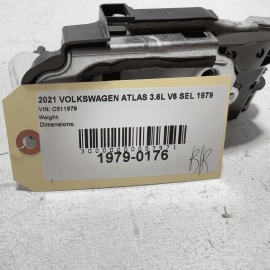 2021 VOLKSWAGEN ATLAS 3.6L V6 SEL 1979
VIN: C511979
Weight:
Dimensions:
1979-0176
R/R